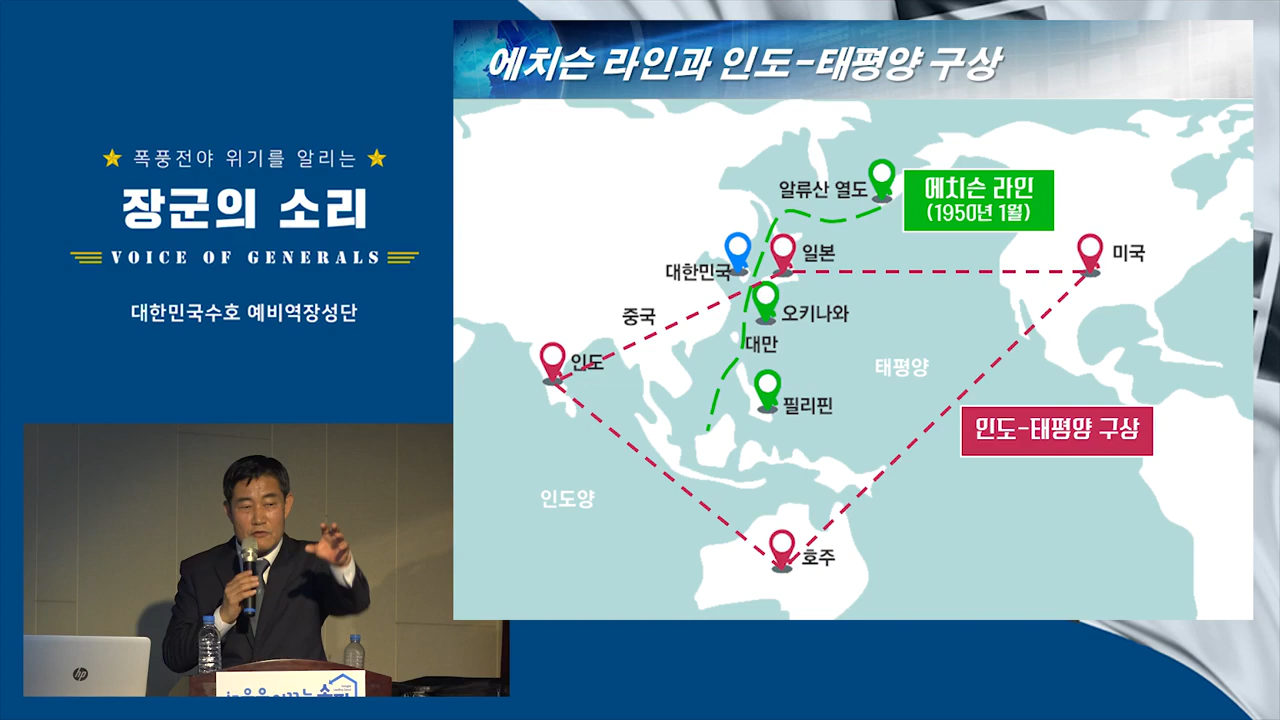 폭풍전야 위기를 알리는
장군의 소리
VOICE OF GENERALS
대한민국수호 예비역장성단
에치슨 라인과 인도-태평양 구상
알류산 열도
에치슨 라인
(1950년 1월)
일본
미국
대한민국
오키나와
중국
대만
인도
태평양
필리핀
인도-태평양 구상
인도양
호주
hp